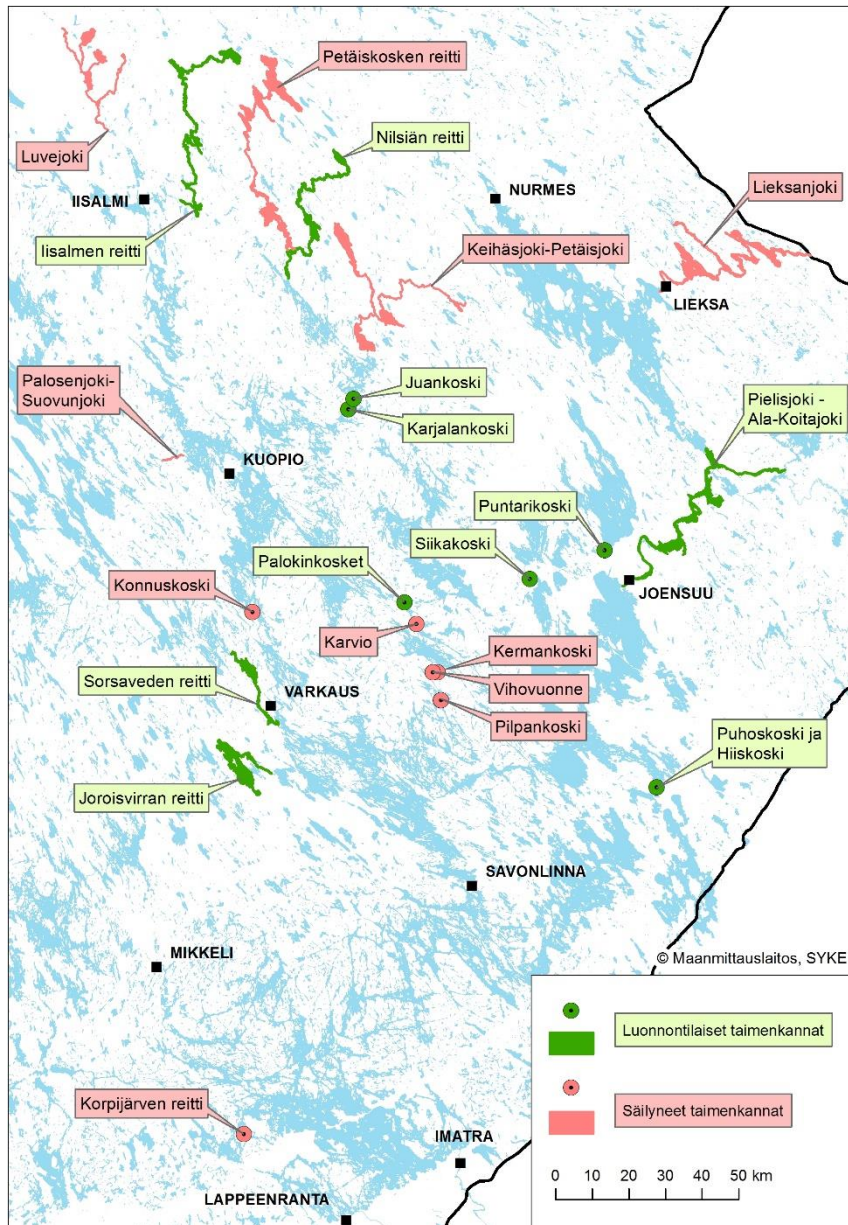 Petäiskosken reitti
Nilsiän reitti
Luvejoki
IISALMI
NURMES
Lieksanjoki
Iisalmen reitti
Keihäsjoki-Petäisjoki
LIEKSA
Palosenjoki-
Suovunjoki
Juankoski
Karjalankoski
Pielisjoki -
Ala-Koitajoki
KUOPIO
Puntarikoski
Siikakoski
Palokinkosket
Konnuskoski
JOENSUU
Karvio
Kermankoski
Sorsaveden reitti
VARKAUS
Vihovuonne
Pilpankoski
Puhoskoski ja
Hiiskoski
Joroisvirran reitti
SAVONLINNA
MIKKELI
© Maanmittauslaitos, SYKE
Luonnontilaiset taimenkannat
Säilyneet taimenkannat
Korpijärven reitti
IMATRA
0 10 20 30 40 50 km
LAPPEENRANTA